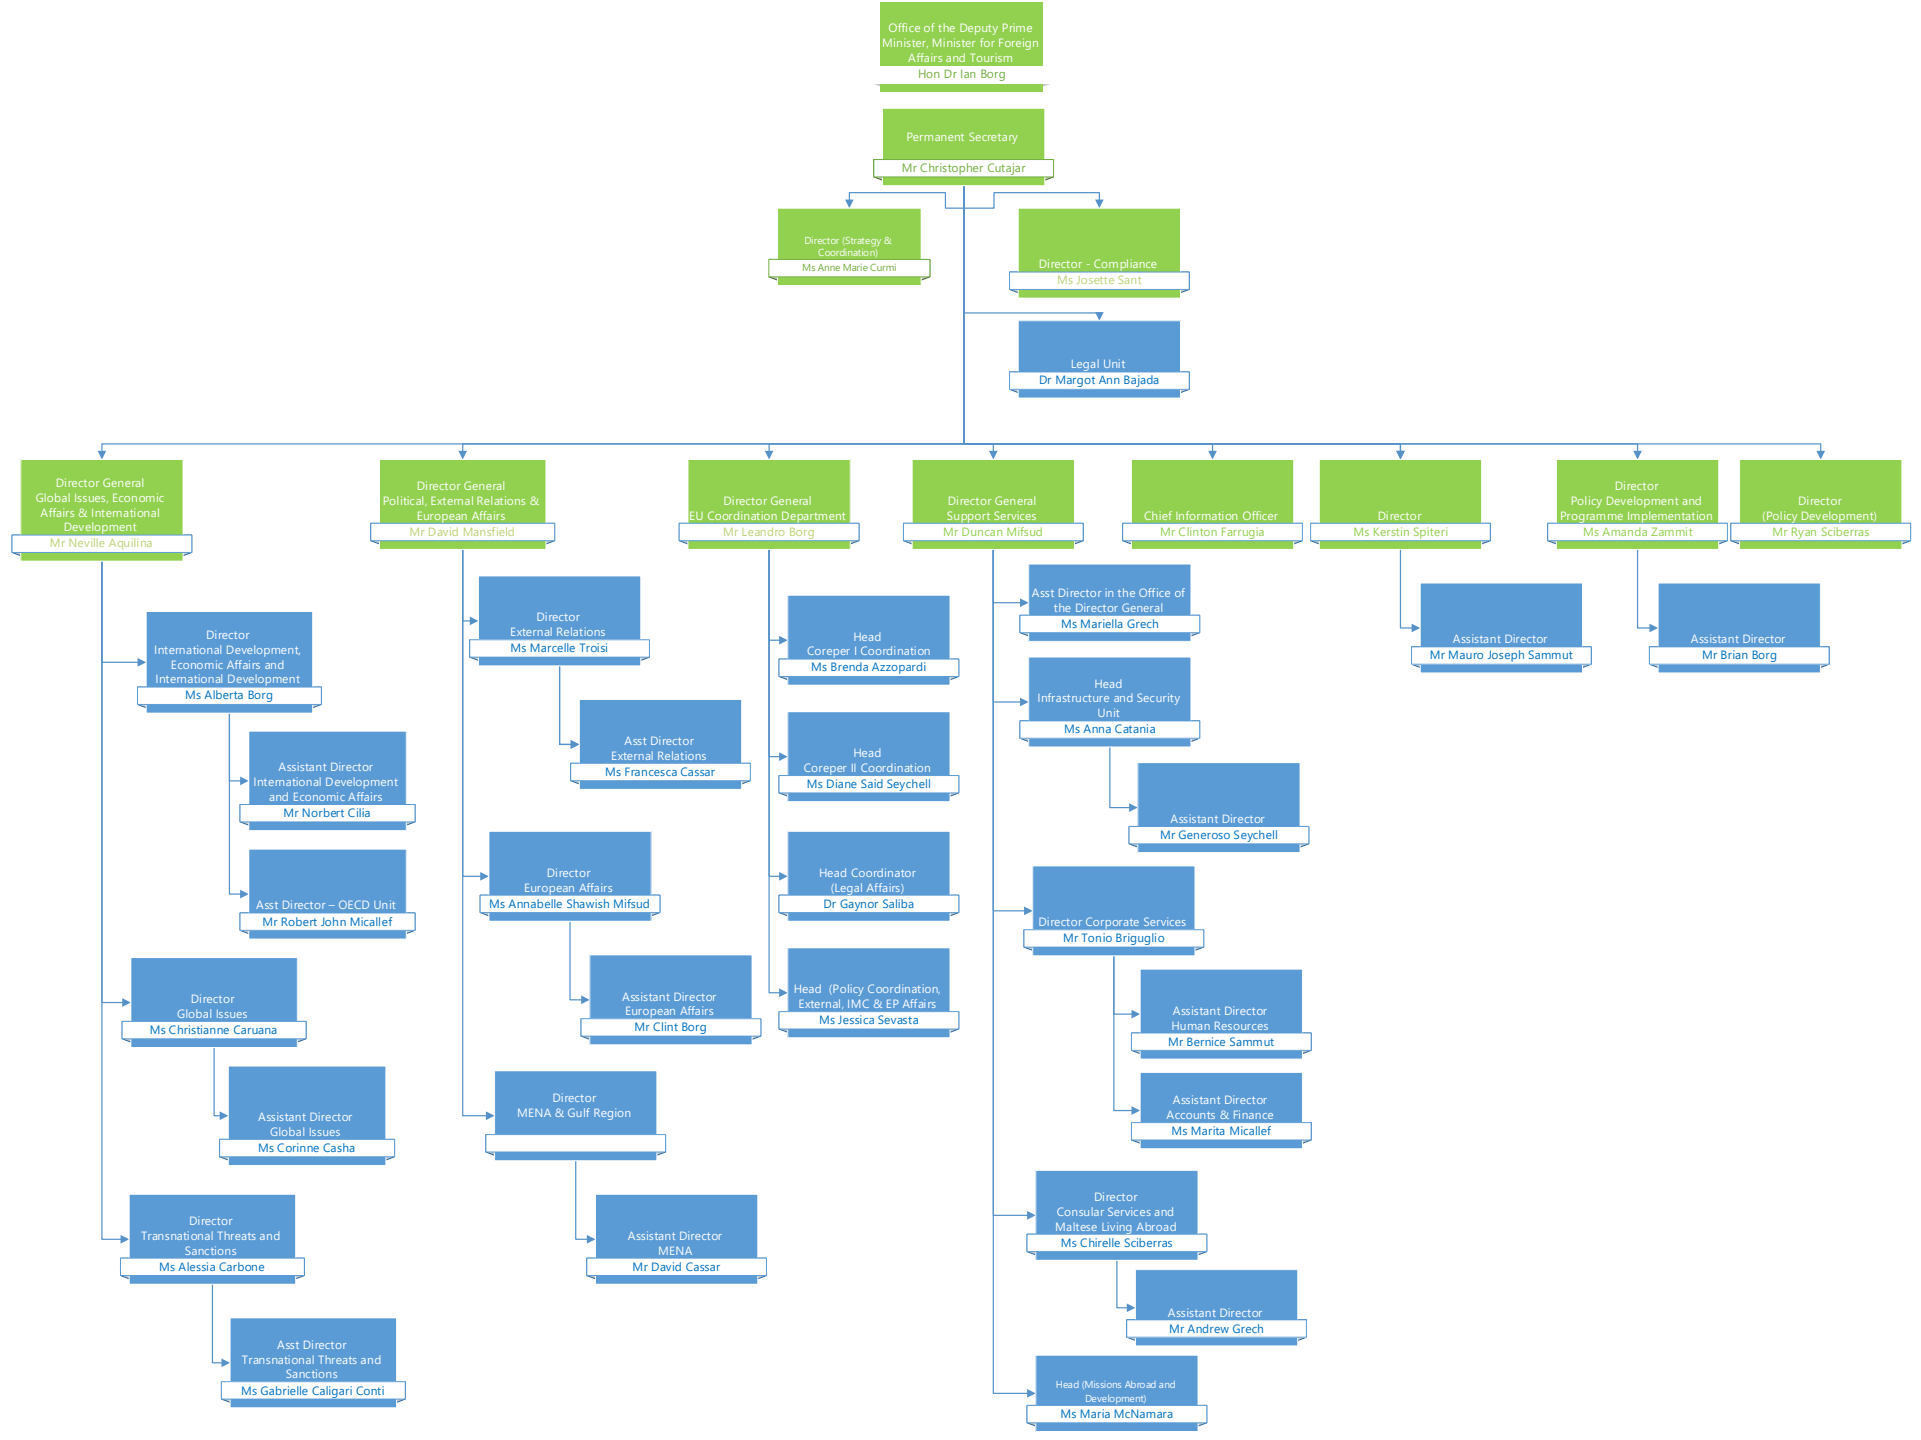 Office of the Deputy Prime
Minister, Minister for Foreign
Affairs and Tourism
Hon Dr Ian Borg
Permanent Secretary
Mr Christopher Cutajar
Director (Strategy &
Coordination)
Ms Anne Marie Curmi
Director - Compliance
Ms Josette Sant
Legal Unit
Dr Margot Ann Bajada
Director General
Global Issues, Economic
Affairs & International
Development
Mr Neville Aquilina
Director General
Political, External Relations &
European Affairs
Mr David Mansfield
Director General
EU Coordination Department
Mr Leandro Borg
Director General
Support Services
Mr Duncan Mifsud
Chief Information Officer
Mr Clinton Farrugia
Director
Ms Kerstin Spiteri
Director
Policy Development and
Programme Implementation
Ms Amanda Zammit
Director
(Policy Development)
Mr Ryan Sciberras
Director
International Development,
Economic Affairs and
International Development
Ms Alberta Borg
Assistant Director
International Development
and Economic Affairs
Mr Norbert Cilia
Asst Director – OECD Unit
Mr Robert John Micallef
Director
Global Issues
Ms Christianne Caruana
Assistant Director
Global Issues
Ms Corinne Casha
Director
Transnational Threats and
Sanctions
Ms Alessia Carbone
Asst Director
Transnational Threats and
Sanctions
Ms Gabrielle Caligari Conti
Director
External Relations
Ms Marcelle Troisi
Asst Director
External Relations
Ms Francesca Cassar
Director
European Affairs
Ms Annabelle Shawish Mifsud
Assistant Director
European Affairs
Mr Clint Borg
Director
MENA & Gulf Region
Assistant Director
MENA
Mr David Cassar
Head
Coreper I Coordination
Ms Brenda Azzopardi
Head
Coreper II Coordination
Ms Diane Said Seychell
Head Coordinator
(Legal Affairs)
Dr Gaynor Saliba
Head  (Policy Coordination,
External, IMC & EP Affairs
Ms Jessica Sevasta
Asst Director in the Office of
the Director General
Ms Mariella Grech
Head
Infrastructure and Security
Unit
Ms Anna Catania
Assistant Director
Mr Generoso Seychell
Director Corporate Services
Mr Tonio Briguglio
Assistant Director
Human Resources
Mr Bernice Sammut
Assistant Director
Accounts & Finance
Ms Marita Micallef
Director
Consular Services and
Maltese Living Abroad
Ms Chirelle Sciberras
Assistant Director
Mr Andrew Grech
Head (Missions Abroad and
Development)
Ms Maria McNamara
Assistant Director
Mr Mauro Joseph Sammut
Assistant Director
Mr Brian Borg